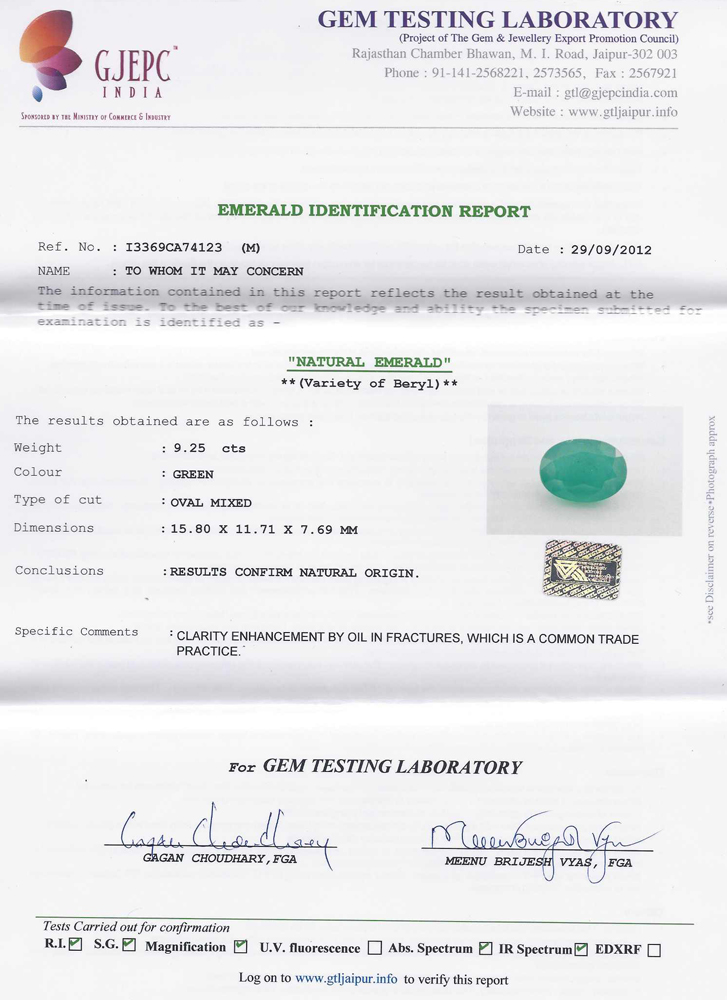 GEM TESTING LABORATORY
(Project of The Gem & Jewellery Export Promotion Council)
Rajasthan Chamber Bhawan, M. I. Road, Jaipur-302 003
Phone : 91-141-2568221, 2573565, Fax : 2567921
E-mail : gtl@gjepcindia.com
Website : www.gtljaipur.info
GJEPC™
INDIA
SPONSORED BY THE MINISTRY OF COMMERCE & INDUSTRY
EMERALD IDENTIFICATION REPORT
Ref. No. : I3369CA74123 (M)
Date : 29/09/2012
NAME : TO WHOM IT MAY CONCERN
The information contained in this report reflects the result obtained at the
time of issue. To the best of our knowledge and ability the specimen submitted for
examination is identified as -
"NATURAL EMERALD"
**(Variety of Beryl)**
The results obtained are as follows :
Weight : 9.25 cts
Colour : GREEN
Type of cut : OVAL MIXED
Dimensions : 15.80 X 11.71 X 7.69 MM
Conclusions : RESULTS CONFIRM NATURAL ORIGIN.
Specific Comments : CLARITY ENHANCEMENT BY OIL IN FRACTURES, WHICH IS A COMMON TRADE
PRACTICE.
*see Disclaimer on reverse•Photograph approx
For GEM TESTING LABORATORY
Gagan Choudhary
GAGAN CHOUDHARY, FGA
Meenu Brijesh Vyas
MEENU BRIJESH VYAS, FGA
Tests Carried out for confirmation
R.I. S.G. Magnification U.V. fluorescence Abs. Spectrum IR Spectrum EDXRF
Log on to www.gtljaipur.info to verify this report